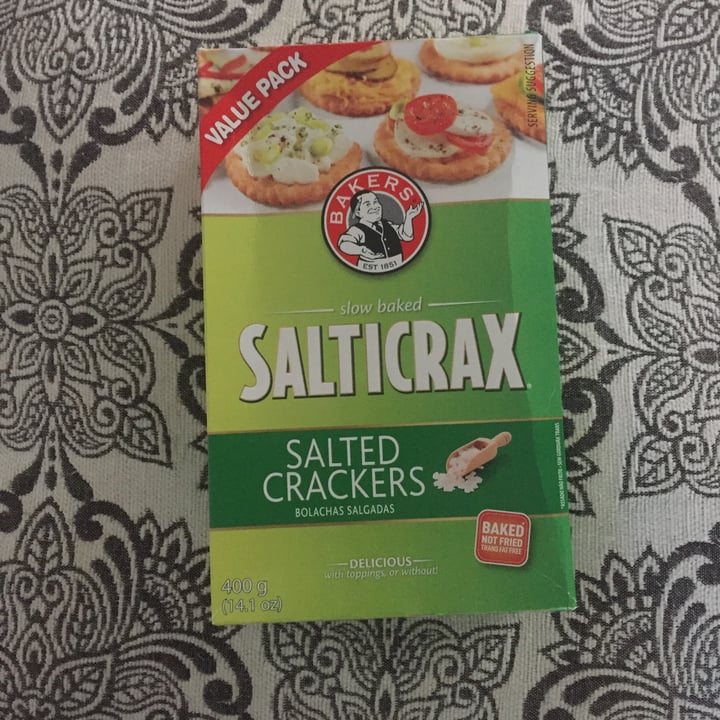 VALUE PACK
SERVING SUGGESTION
BAKERS
EST 1851
slow baked
SALTICRAX
SALTED
CRACKERS
BOLACHAS SALGADAS
BAKED*
NOT FRIED
TRANS FAT FREE
DELICIOUS
with toppings, or without!
400 g
(14.1 oz)